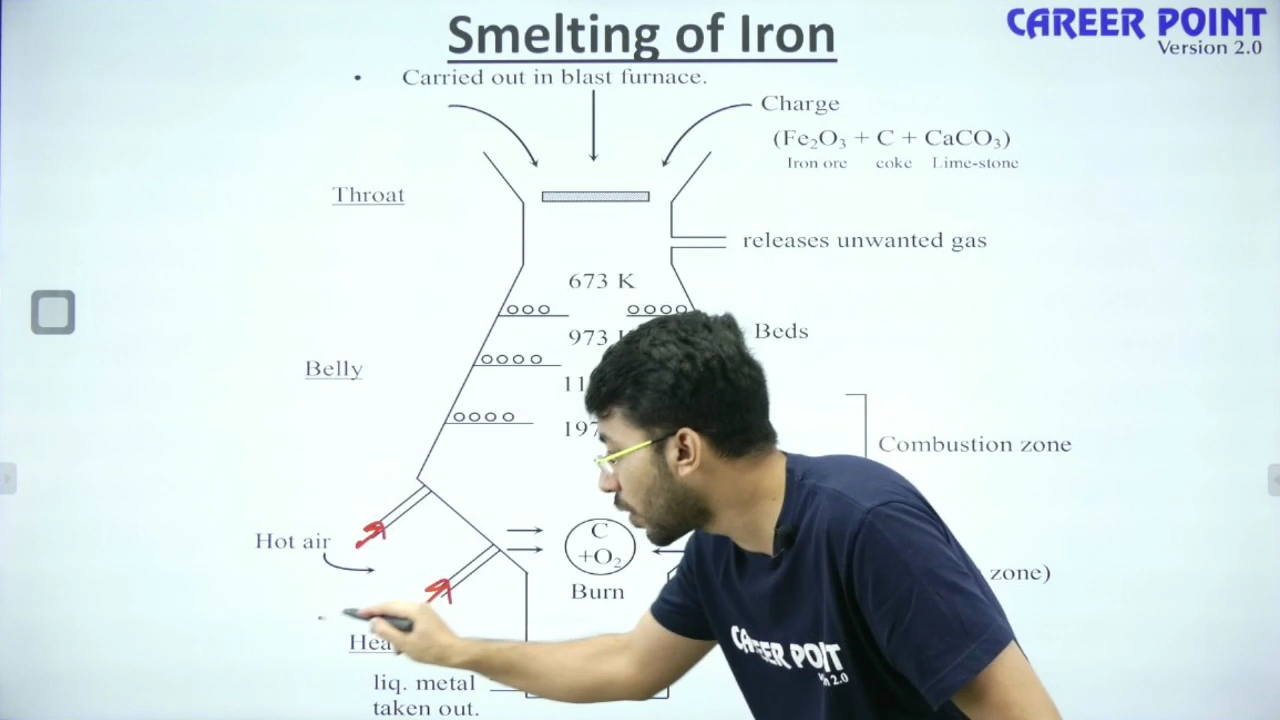 Smelting of Iron
CAREER POINT
Version 2.0
• Carried out in blast furnace.
Charge
(Fe₂O₃ + C + CaCO₃)
Iron ore coke Lime-stone
Throat
releases unwanted gas
673 K
973
Beds
Belly
Combustion zone
Hot air
C
+O₂
Burn
zone)
liq. metal
taken out.
CAREER POINT